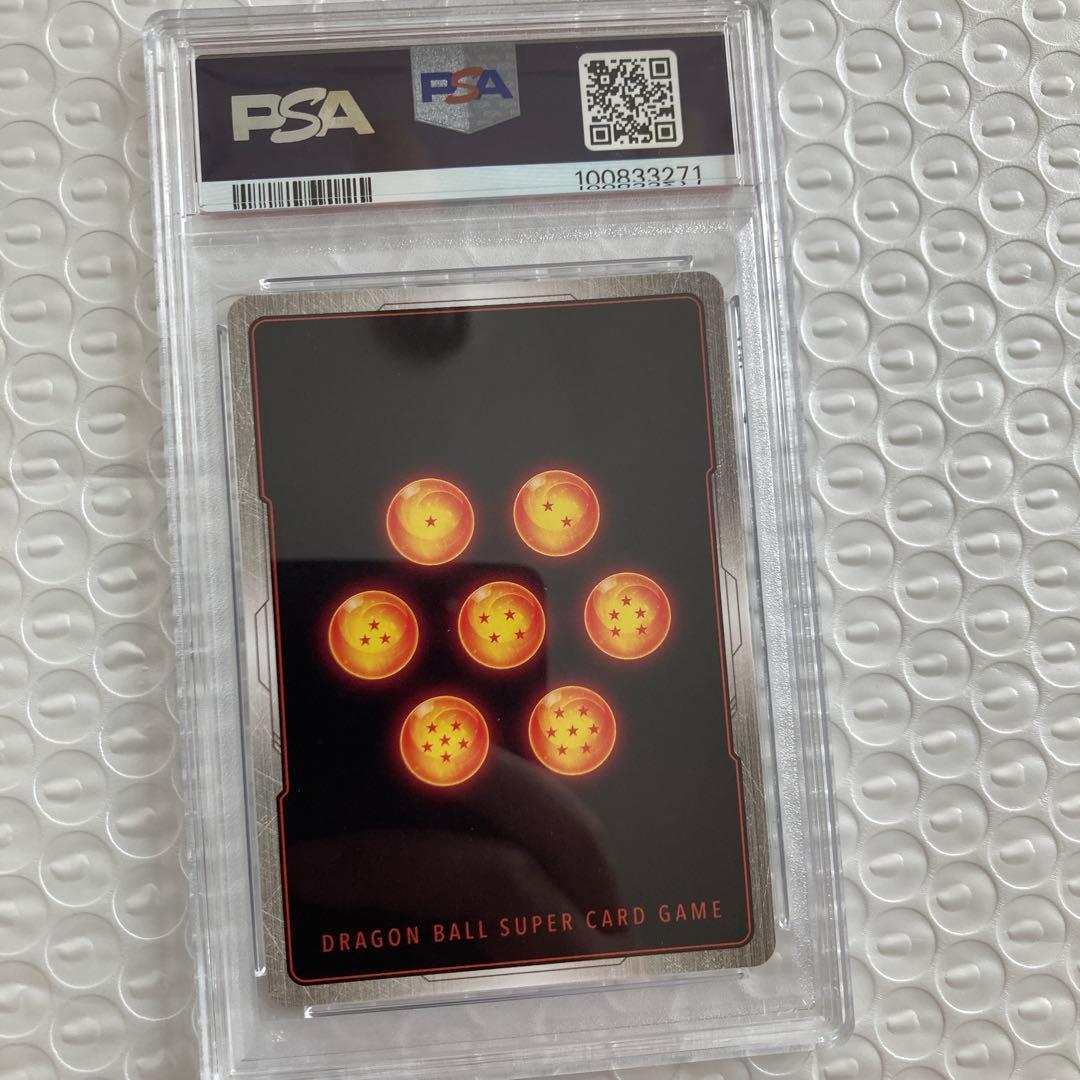 PSA
PSA
100833271
DRAGON BALL SUPER CARD GAME